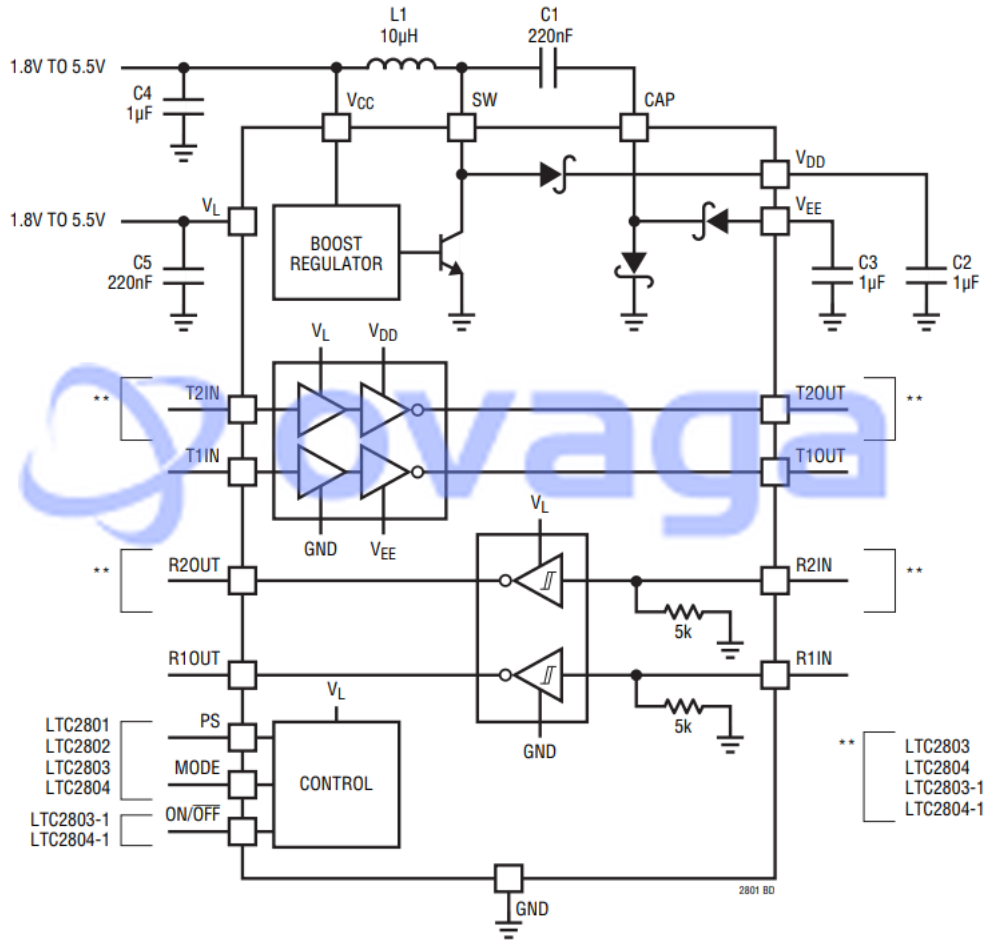 L1
10µH
C1
220nF
1.8V TO 5.5V
C4
1µF
VCC
SW
CAP
VDD
1.8V TO 5.5V
VL
VEE
BOOST
REGULATOR
C5
220nF
C3
1µF
C2
1µF
VL
VDD
**
T2IN
T2OUT
**
ovaga
T1IN
T1OUT
GND
VEE
VL
**
R2OUT
R2IN
**
5k
R1OUT
R1IN
VL
5k
LTC2801
LTC2802
LTC2803
LTC2804
PS
MODE
CONTROL
GND
**
LTC2803
LTC2804
LTC2803-1
LTC2804-1
LTC2803-1
LTC2804-1
ON/OFF
2801 BD
GND